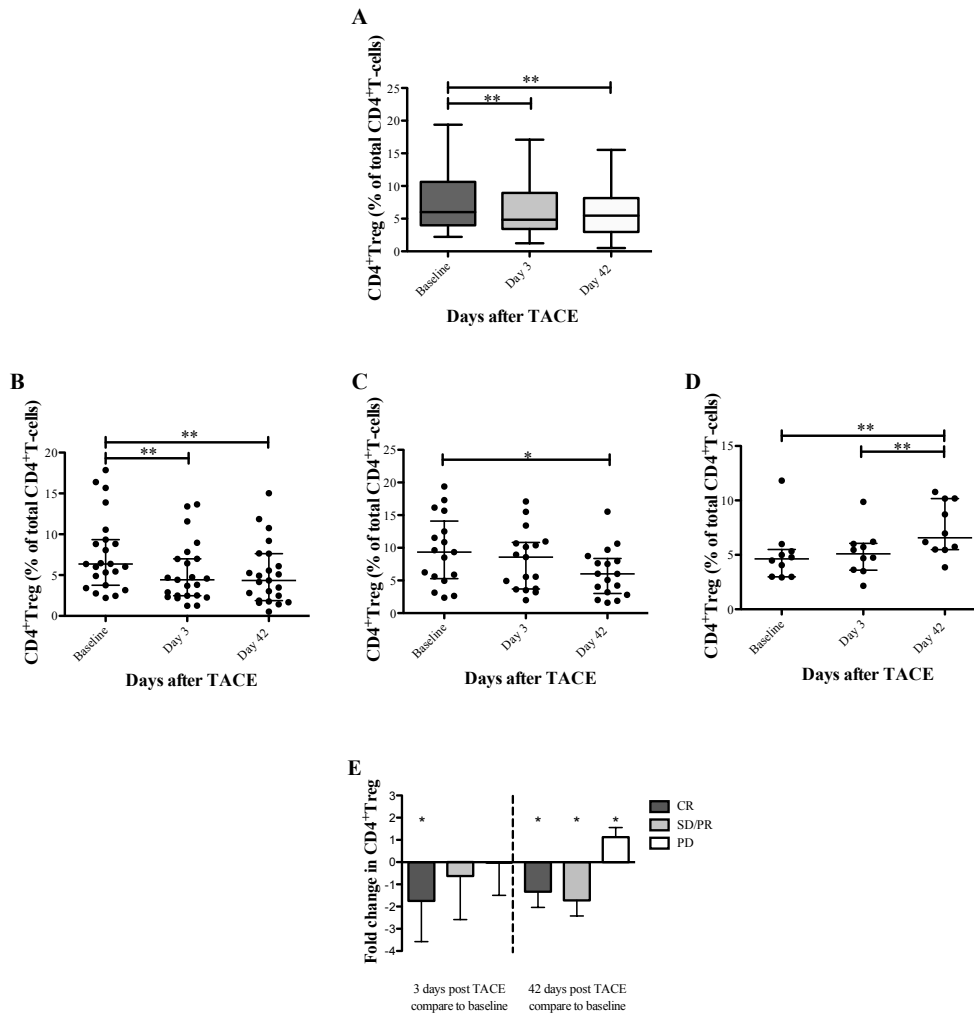 A
CD4+Treg (% of total CD4+T-cells)
25
20
15
10
5
0
**
**
Baseline
Day 3
Day 42
Days after TACE
B
CD4+Treg (% of total CD4+T-cells)
20
15
10
5
0
**
**
Baseline
Day 3
Day 42
Days after TACE
C
CD4+Treg (% of total CD4+T-cells)
25
20
15
10
5
0
*
Baseline
Day 3
Day 42
Days after TACE
D
CD4+Treg (% of total CD4+T-cells)
15
10
5
0
**
**
Baseline
Day 3
Day 42
Days after TACE
E
Fold change in CD4+Treg
3
2
1
0
-1
-2
-3
-4
*
* * *
CR
SD/PR
PD
3 days post TACE
compare to baseline
42 days post TACE
compare to baseline